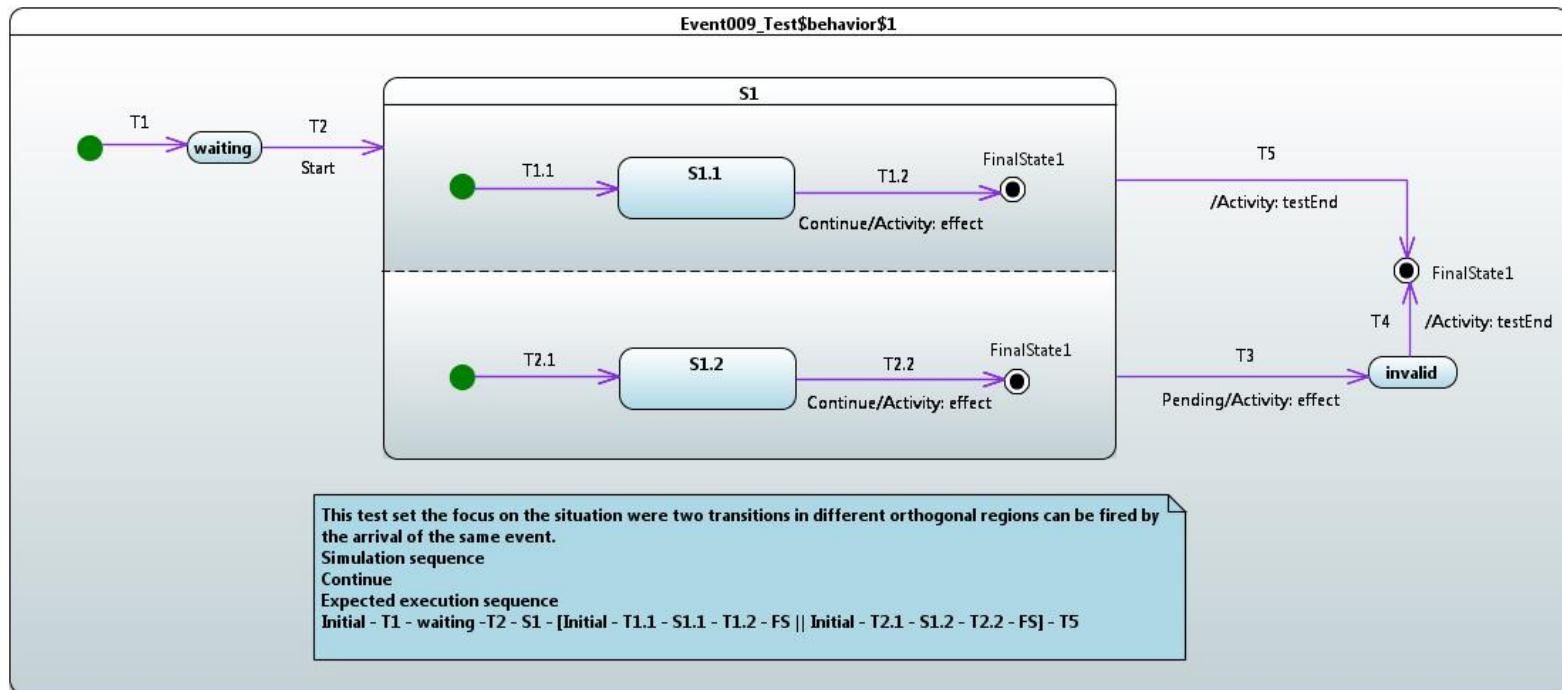 Event009_Test$behavior$1
S1
T1
waiting
T2
Start
T1.1
S1.1
T1.2
Continue/Activity: effect
FinalState1
T5
/Activity: testEnd
FinalState1
T4
/Activity: testEnd
T2.1
S1.2
T2.2
Continue/Activity: effect
FinalState1
T3
Pending/Activity: effect
invalid
This test set the focus on the situation were two transitions in different orthogonal regions can be fired by
the arrival of the same event.
Simulation sequence
Continue
Expected execution sequence
Initial - T1 - waiting -T2 - S1 - [Initial - T1.1 - S1.1 - T1.2 - FS || Initial - T2.1 - S1.2 - T2.2 - FS] - T5